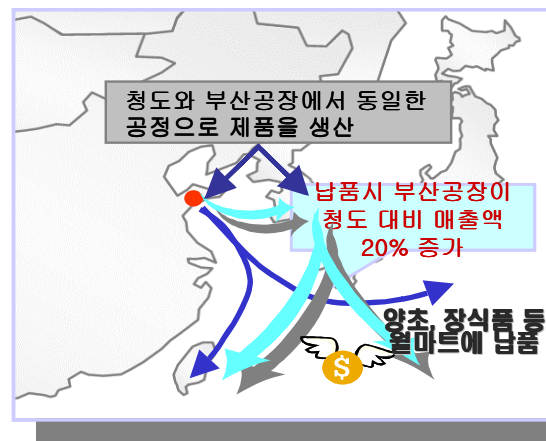 청도와 부산공장에서 동일한
공정으로 제품을 생산
납품시 부산공장이
청도 대비 매출액
20% 증가
양초, 장식품 등
월마트에 납품
$